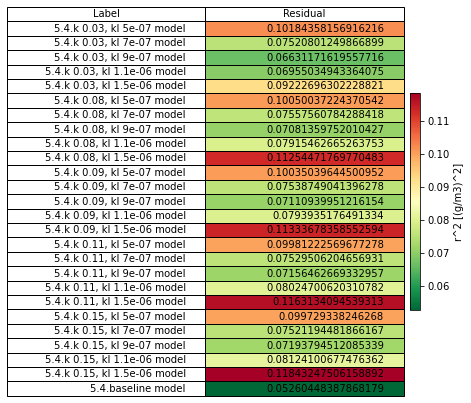 Label Residual
5.4.k 0.03, kl 5e-07 model 0.10184358156916216
5.4.k 0.03, kl 7e-07 model 0.07520801249866899
5.4.k 0.03, kl 9e-07 model 0.06631171619557716
5.4.k 0.03, kl 1.1e-06 model 0.06955034943364075
5.4.k 0.03, kl 1.5e-06 model 0.09222696302228821
5.4.k 0.08, kl 5e-07 model 0.10050037224370542
5.4.k 0.08, kl 7e-07 model 0.07557560784288418
5.4.k 0.08, kl 9e-07 model 0.07081359752010427
5.4.k 0.08, kl 1.1e-06 model 0.07915462665263753
5.4.k 0.08, kl 1.5e-06 model 0.11254471769770483
5.4.k 0.09, kl 5e-07 model 0.10035039644500952
5.4.k 0.09, kl 7e-07 model 0.07538749041396278
5.4.k 0.09, kl 9e-07 model 0.07110939951216154
5.4.k 0.09, kl 1.1e-06 model 0.0793935176491334
5.4.k 0.09, kl 1.5e-06 model 0.11333678358552594
5.4.k 0.11, kl 5e-07 model 0.09981222569677278
5.4.k 0.11, kl 7e-07 model 0.07529506204656931
5.4.k 0.11, kl 9e-07 model 0.07156462669332957
5.4.k 0.11, kl 1.1e-06 model 0.08024700620310782
5.4.k 0.11, kl 1.5e-06 model 0.1163134094539313
5.4.k 0.15, kl 5e-07 model 0.099729338246268
5.4.k 0.15, kl 7e-07 model 0.07521194481866167
5.4.k 0.15, kl 9e-07 model 0.07193794512085339
5.4.k 0.15, kl 1.1e-06 model 0.08124100677476362
5.4.k 0.15, kl 1.5e-06 model 0.11843247506158892
5.4.baseline model 0.05260448387868179
0.11
0.10
0.09
0.08
0.07
0.06
r^2 [(g/m3)^2]